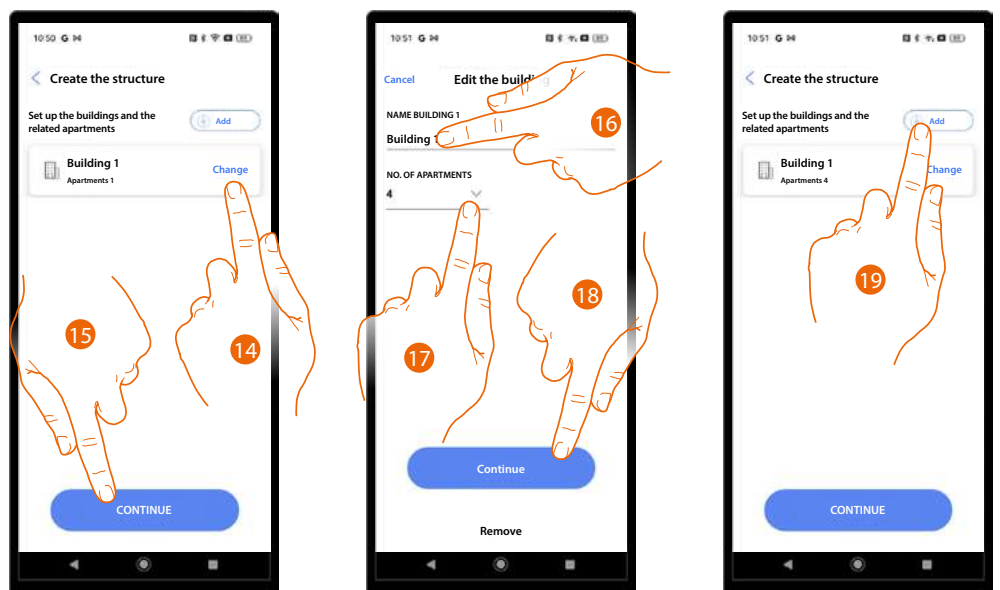 10:50 G
Create the structure
Set up the buildings and the
related apartments
Add
Building 1
Apartments 1
Change
15
14
CONTINUE
10:51 G
Cancel
Edit the
NAME BUILDING 1
Building 1
16
NO. OF APARTMENTS
4
18
17
Continue
Remove
10:51 G
Create the structure
Set up the buildings and the
related apartments
Add
Building 1
Apartments 4
Change
19
CONTINUE